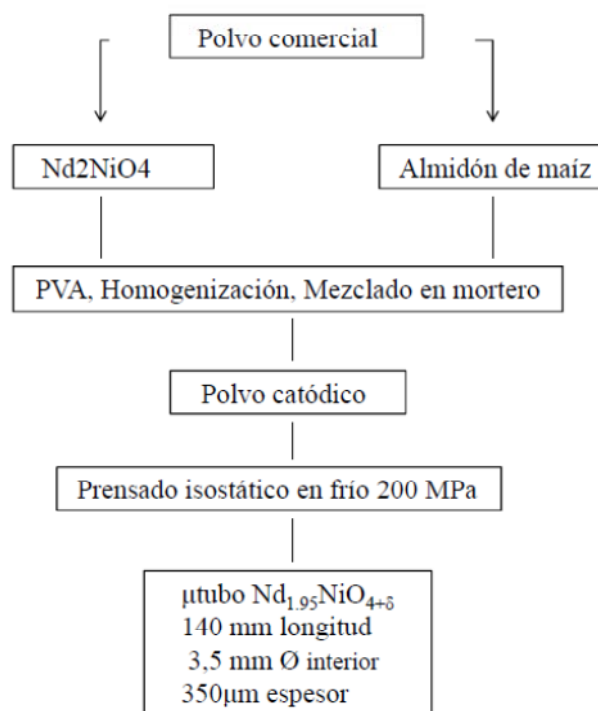 Polvo comercial
Nd2NiO4
Almidón de maíz
PVA, Homogenización, Mezclado en mortero
Polvo catódico
Prensado isostático en frío 200 MPa
µtubo Nd₁.₉₅NiO₄₊δ
140 mm longitud
3,5 mm Ø interior
350µm espesor